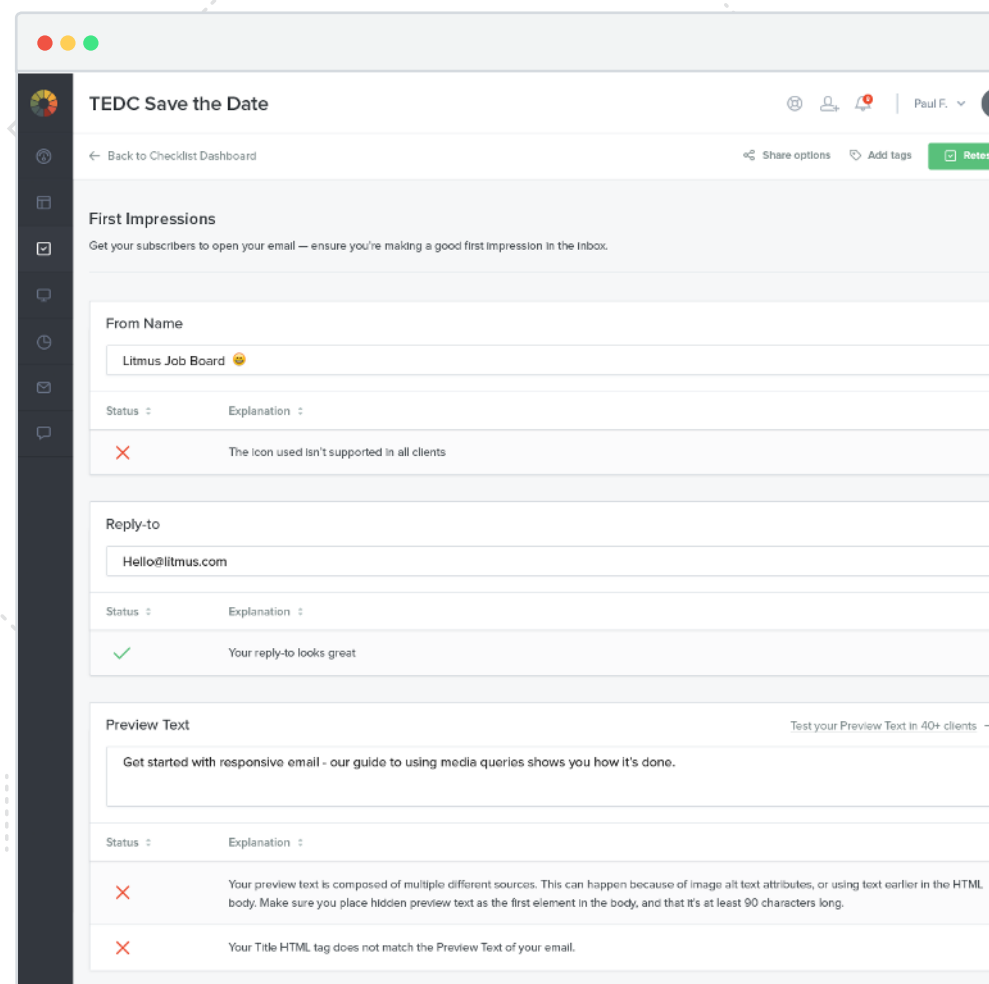 TEDC Save the Date
Paul F.
← Back to Checklist Dashboard
Share options
Add tags
First Impressions
Get your subscribers to open your email — ensure you're making a good first impression in the inbox.
From Name
Litmus Job Board 😀
Status
Explanation
The icon used isn't supported in all clients
Reply-to
Hello@litmus.com
Status
Explanation
Your reply-to looks great
Preview Text
Test your Preview Text in 40+ clients
Get started with responsive email - our guide to using media queries shows you how it's done.
Status
Explanation
Your preview text is composed of multiple different sources. This can happen because of image alt text attributes, or using text earlier in the HTML
body. Make sure you place hidden preview text as the first element in the body, and that it's at least 90 characters long.
Your Title HTML tag does not match the Preview Text of your email.